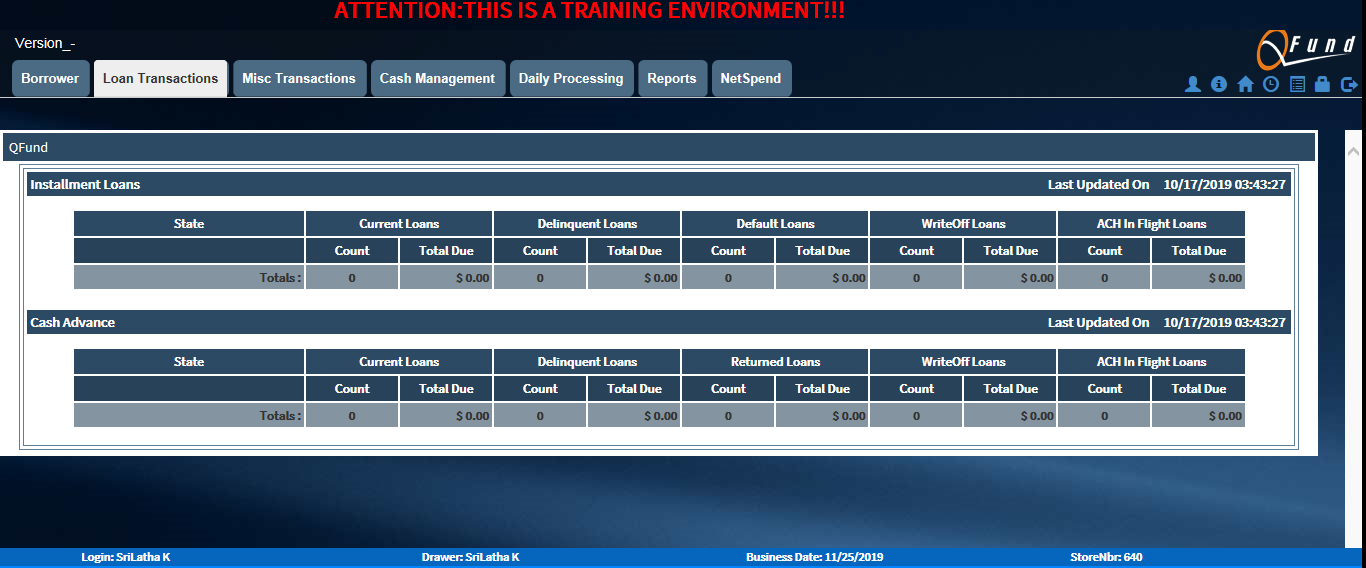 ATTENTION:THIS IS A TRAINING ENVIRONMENT!!!
Version_-
QFund
Borrower Loan Transactions Misc Transactions Cash Management Daily Processing Reports NetSpend
QFund
Installment Loans Last Updated On 10/17/2019 03:43:27
State Current Loans Delinquent Loans Default Loans WriteOff Loans ACH In Flight Loans
Count Total Due Count Total Due Count Total Due Count Total Due Count Total Due
Totals : 0 $ 0.00 0 $ 0.00 0 $ 0.00 0 $ 0.00 0 $ 0.00
Cash Advance Last Updated On 10/17/2019 03:43:27
State Current Loans Delinquent Loans Returned Loans WriteOff Loans ACH In Flight Loans
Count Total Due Count Total Due Count Total Due Count Total Due Count Total Due
Totals : 0 $ 0.00 0 $ 0.00 0 $ 0.00 0 $ 0.00 0 $ 0.00
Login: SriLatha K Drawer: SriLatha K Business Date: 11/25/2019 StoreNbr: 640